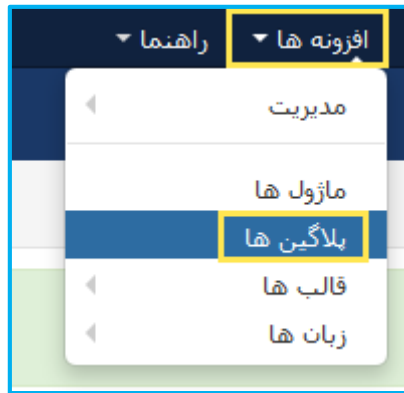 افزونه ها راهنما
مدیریت
ماژول ها
پلاگین ها
قالب ها
زبان ها